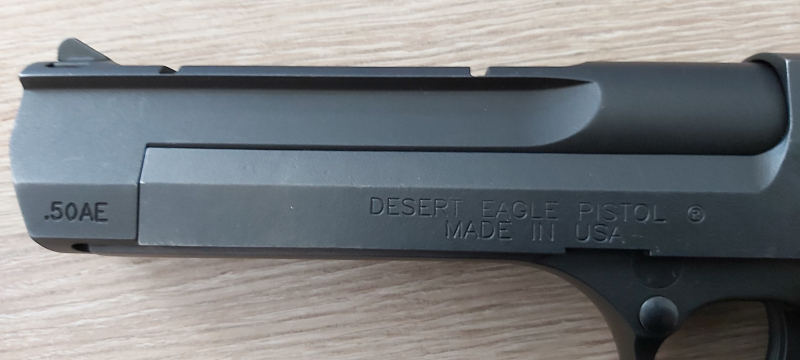 .50AE
DESERT EAGLE PISTOL ®
MADE IN USA